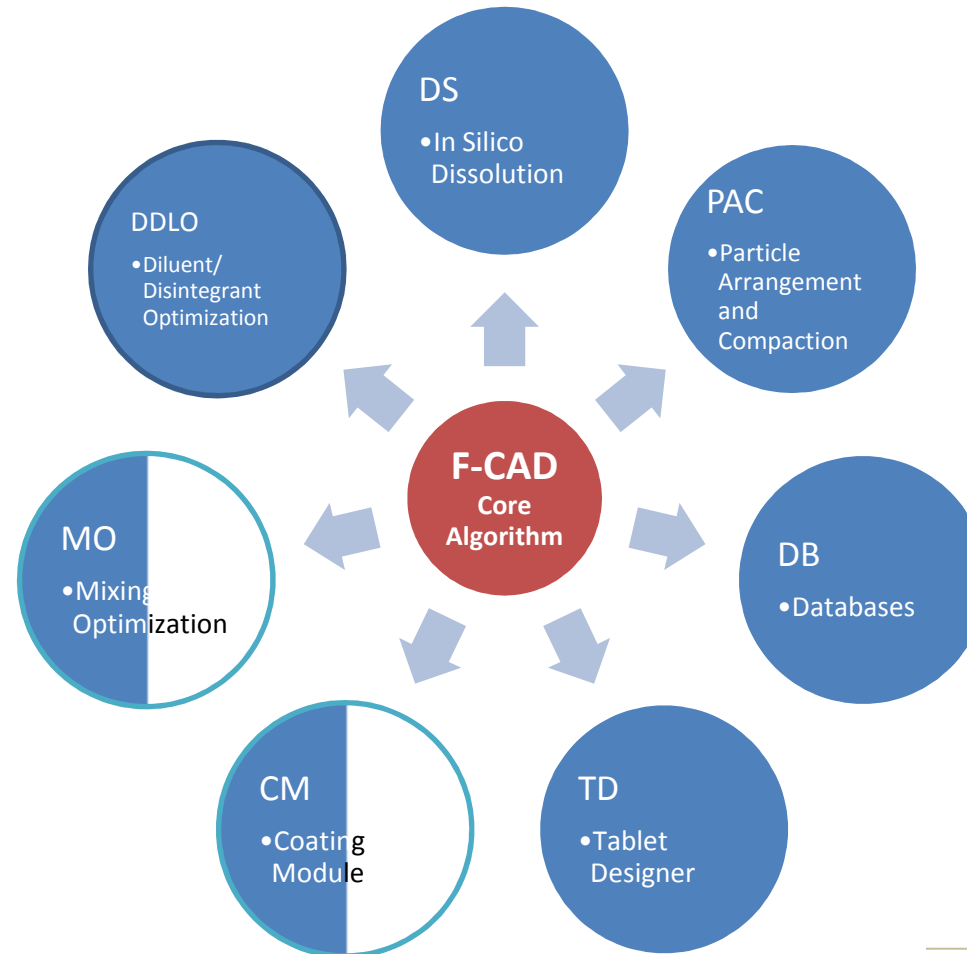 DS
•In Silico
Dissolution
PAC
•Particle
Arrangement
and
Compaction
DB
•Databases
TD
•Tablet
Designer
CM
•Coating
Module
MO
•Mixing
Optimization
DDLO
•Diluent/
Disintegrant
Optimization
F-CAD
Core
Algorithm